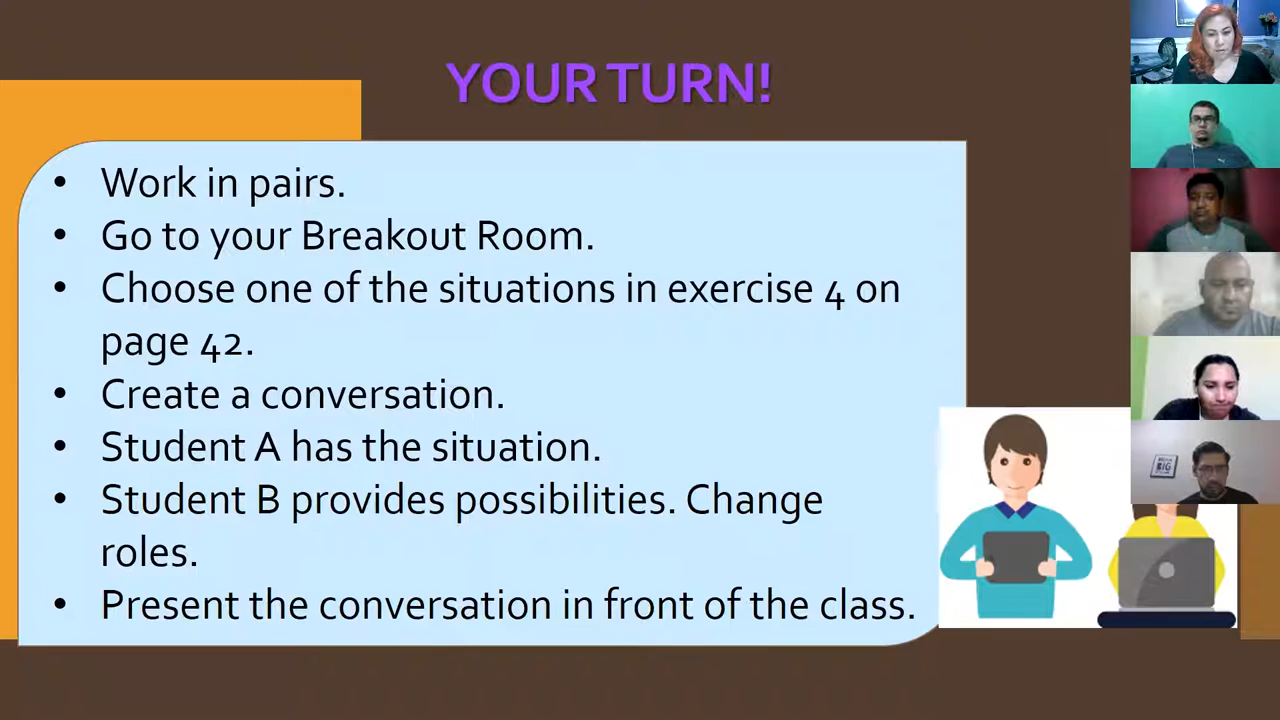 YOUR TURN!
• Work in pairs.
• Go to your Breakout Room.
• Choose one of the situations in exercise 4 on
page 42.
• Create a conversation.
• Student A has the situation.
• Student B provides possibilities. Change
roles.
• Present the conversation in front of the class.
BIG